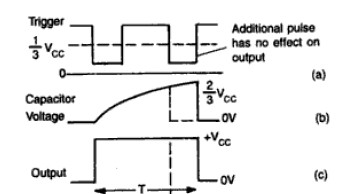 Trigger
Additional pulse
has no effect on
output
1/3 Vcc
0
(a)
Capacitor
Voltage
2/3 Vcc
0V
(b)
+Vcc
Output
0V
(c)
T